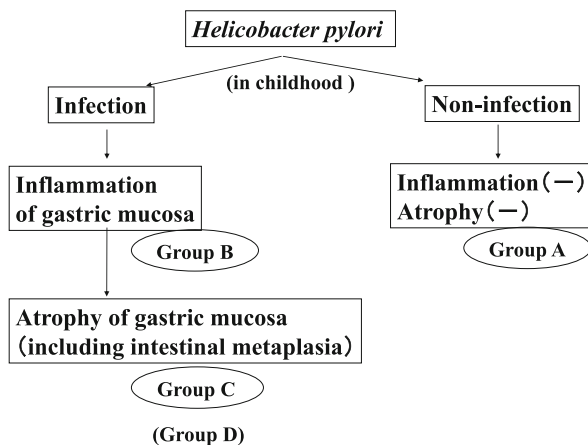 Helicobacter pylori
(in childhood )
Infection
Non-infection
Inflammation
of gastric mucosa
Inflammation(－)
Atrophy(－)
Group B
Group A
Atrophy of gastric mucosa
(including intestinal metaplasia)
Group C
(Group D)